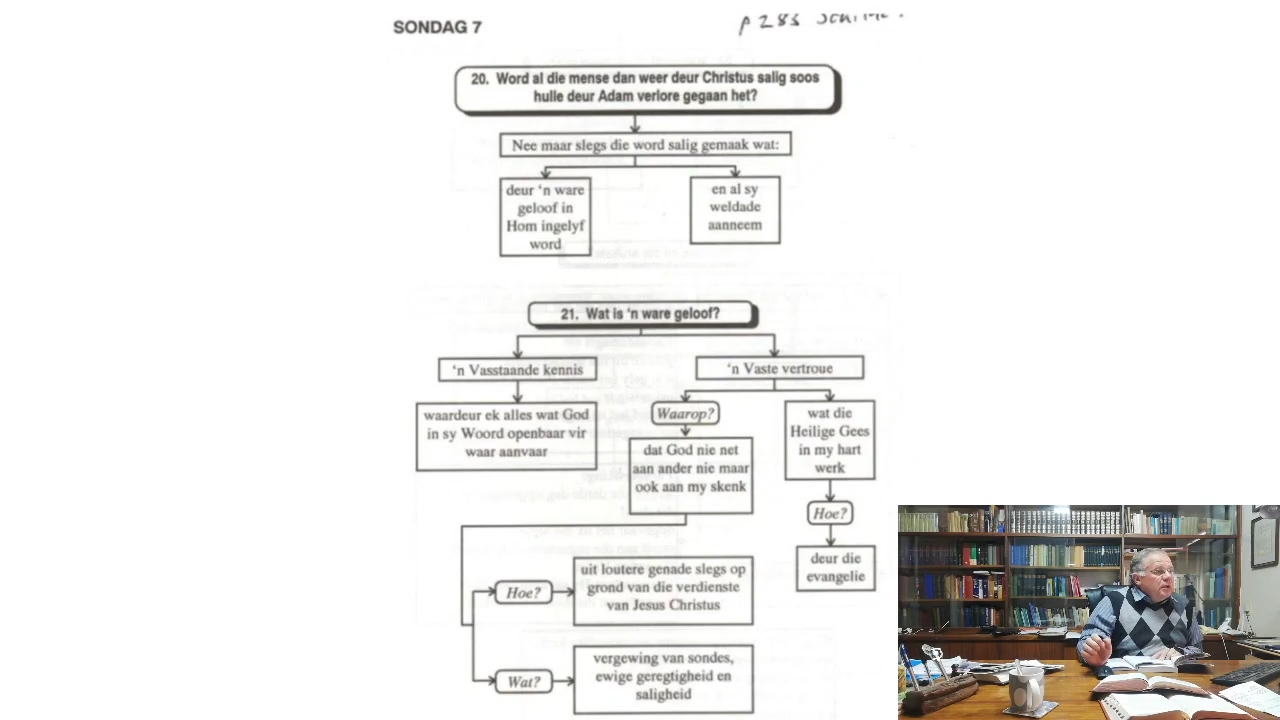 SONDAG 7
p 283
20. Word al die mense dan weer deur Christus salig soos
hulle deur Adam verlore gegaan het?
Nee maar slegs die word salig gemaak wat:
deur 'n ware
geloof in
Hom ingelyf
word
en al sy
weldade
aanneem
21. Wat is 'n ware geloof?
'n Vasstaande kennis
waardeur ek alles wat God
in sy Woord openbaar vir
waar aanvaar
'n Vaste vertroue
Waarop?
dat God nie net
aan ander nie maar
ook aan my skenk
wat die
Heilige Gees
in my hart
werk
Hoe?
deur die
evangelie
Hoe?
uit loutere genade slegs op
grond van die verdienste
van Jesus Christus
Wat?
vergewing van sondes,
ewige geregtigheid en
saligheid